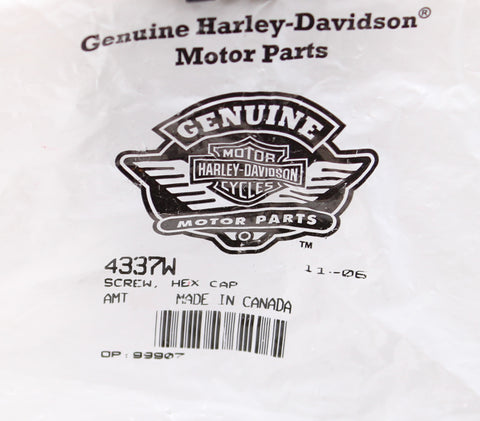 Genuine Harley-Davidson®
Motor Parts
GENUINE
MOTOR
HARLEY-DAVIDSON
CYCLES
MOTOR PARTS
TM
4337W 11-06
SCREW, HEX CAP
AMT MADE IN CANADA
OP:99907